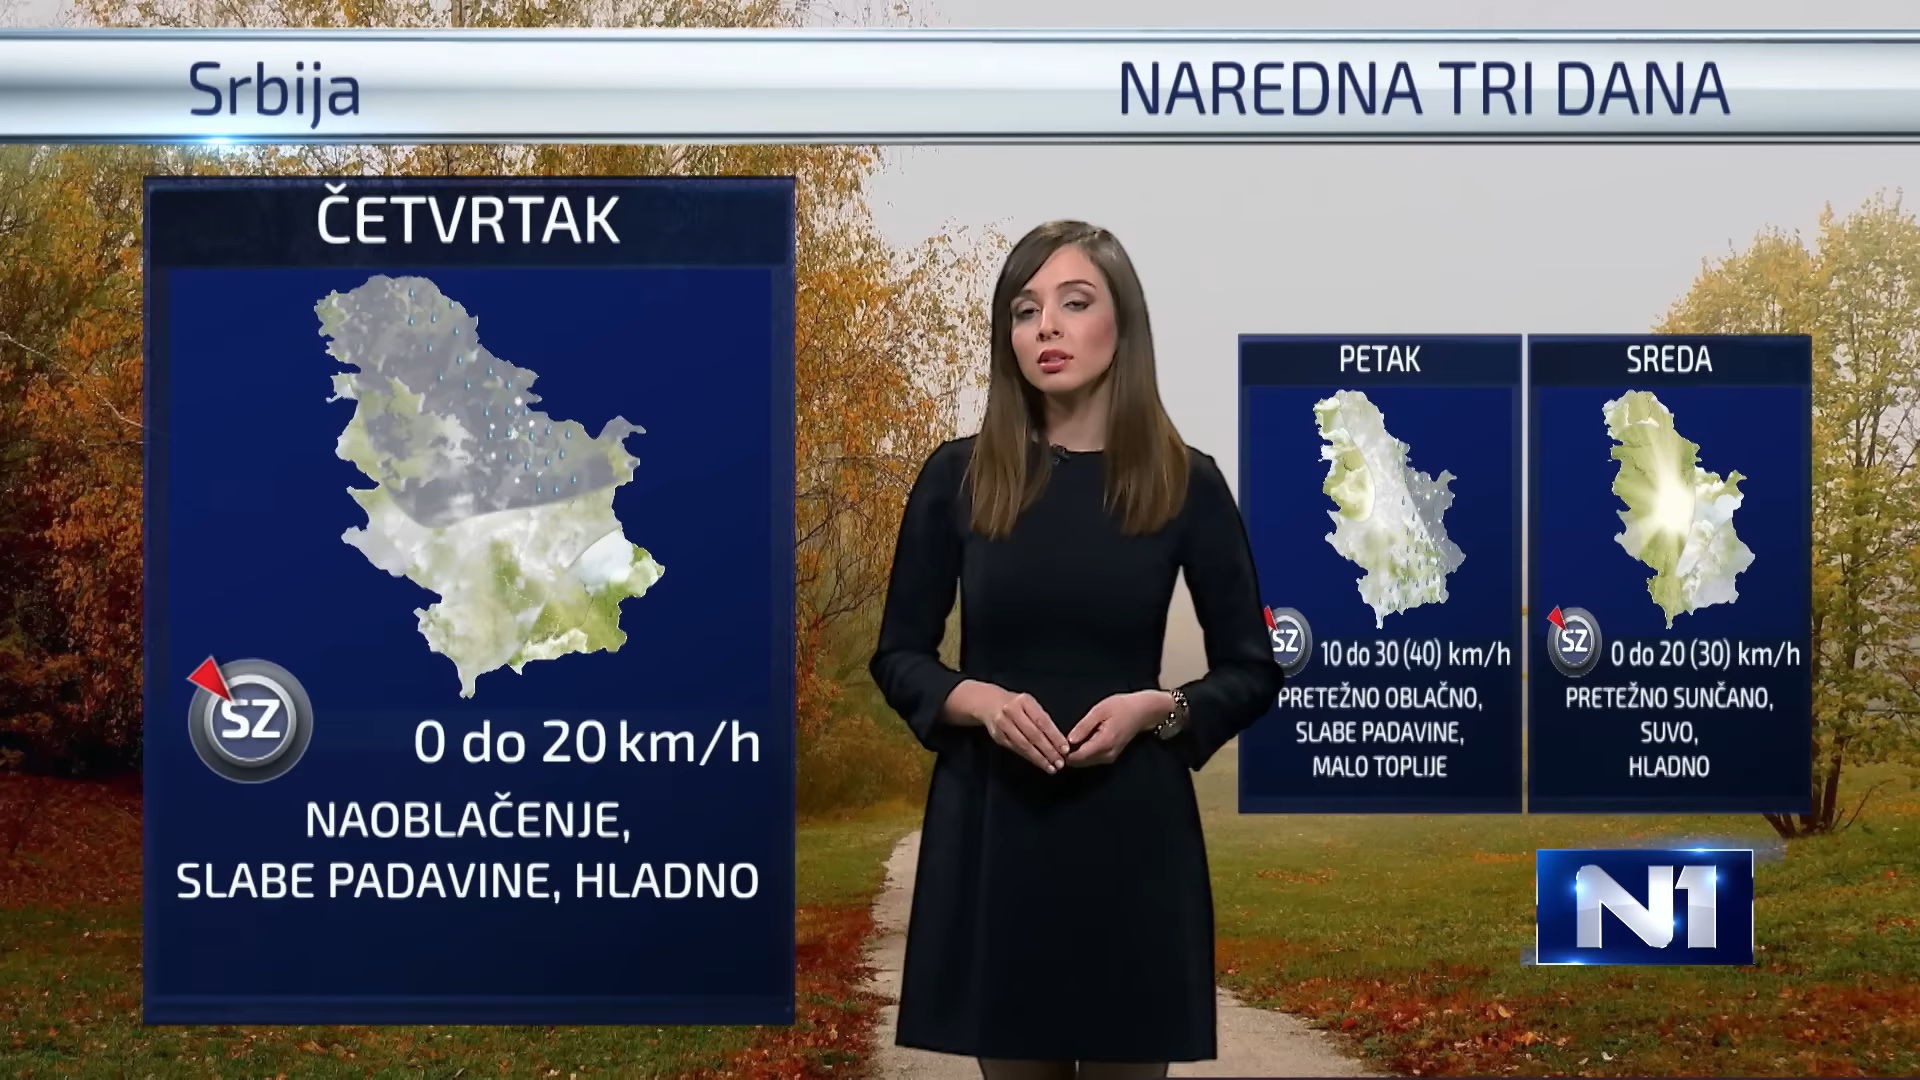 Srbija
NAREDNA TRI DANA
ČETVRTAK
SZ
0 do 20 km/h
NAOBLAČENJE,
SLABE PADAVINE, HLADNO
PETAK
SZ
10 do 30 (40) km/h
PRETEŽNO OBLAČNO,
SLABE PADAVINE,
MALO TOPLIJE
SREDA
SZ
0 do 20 (30) km/h
PRETEŽNO SUNČANO,
SUVO,
HLADNO
N1